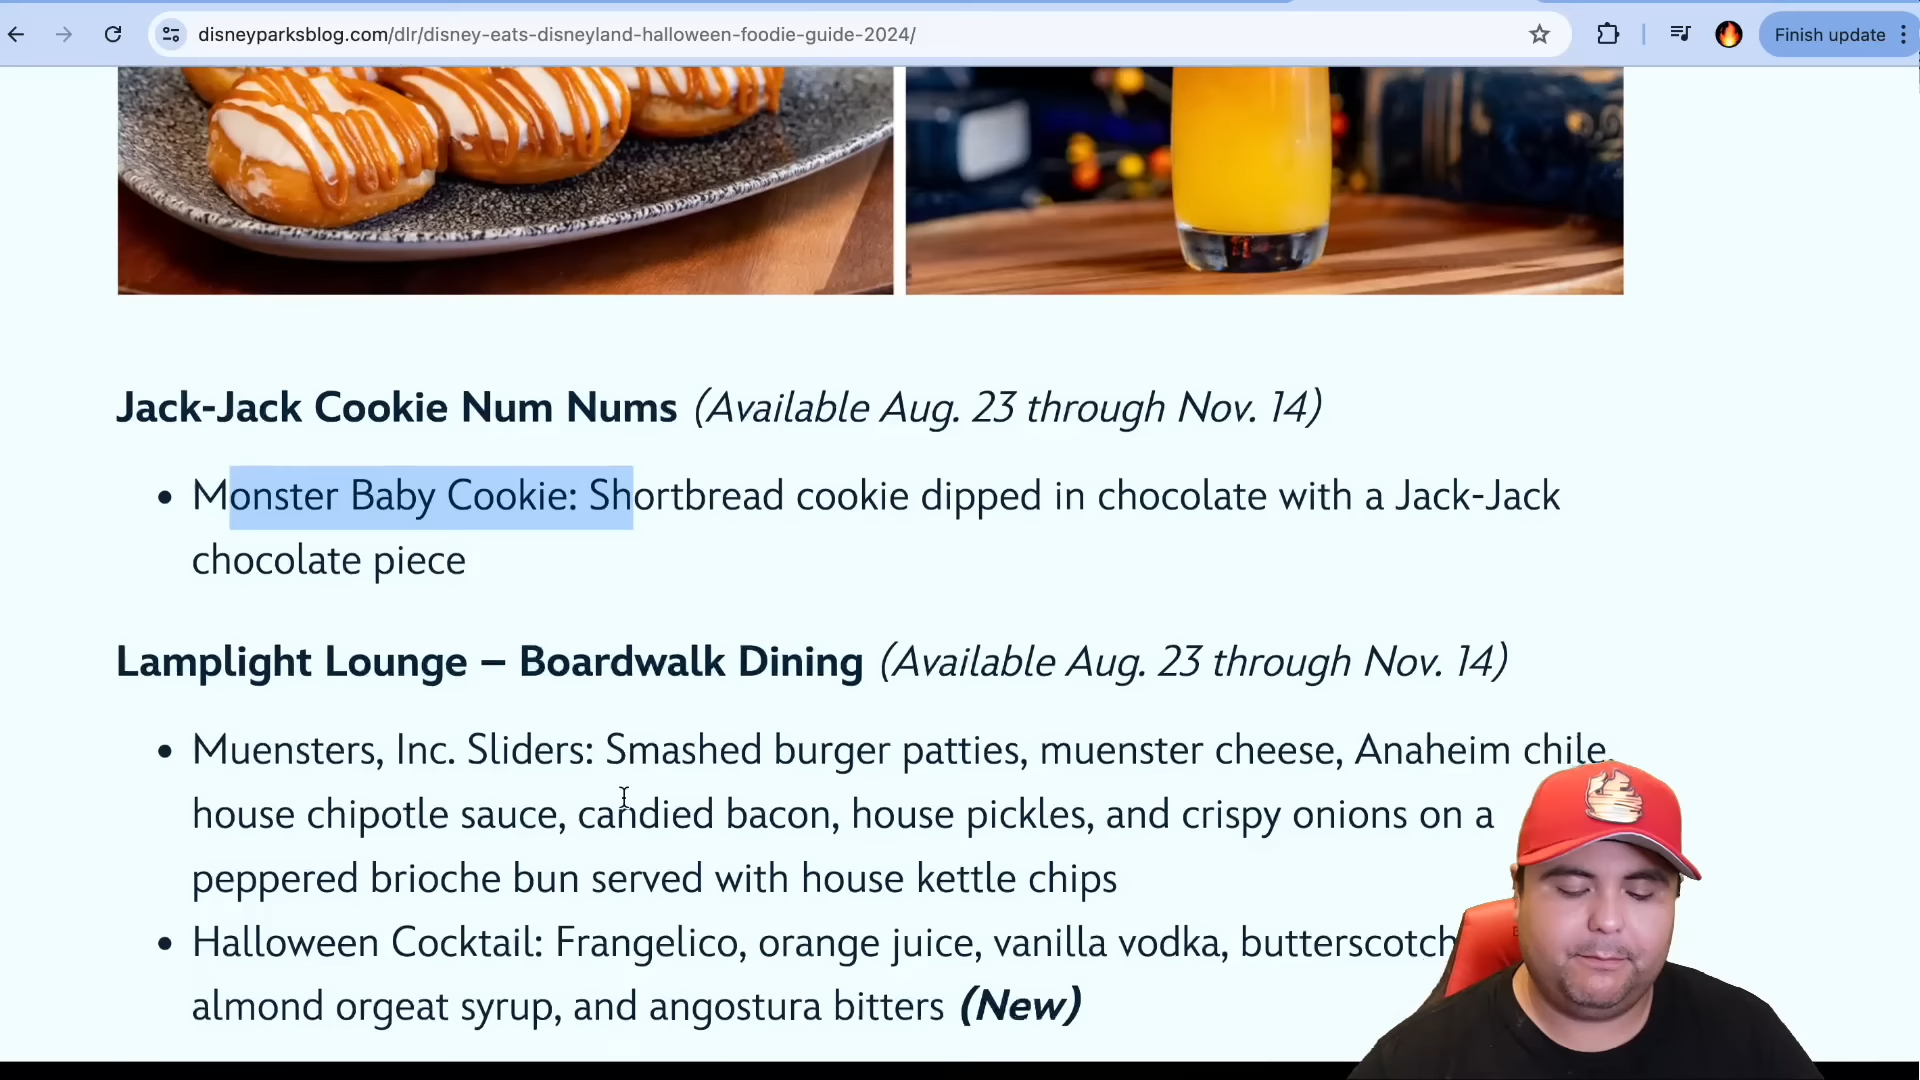 disneyparksblog.com/dlr/disney-eats-disneyland-halloween-foodie-guide-2024/
Finish update
Jack-Jack Cookie Num Nums (Available Aug. 23 through Nov. 14)
• Monster Baby Cookie: Shortbread cookie dipped in chocolate with a Jack-Jack
chocolate piece
Lamplight Lounge – Boardwalk Dining (Available Aug. 23 through Nov. 14)
• Muensters, Inc. Sliders: Smashed burger patties, muenster cheese, Anaheim chile,
house chipotle sauce, candied bacon, house pickles, and crispy onions on a
peppered brioche bun served with house kettle chips
• Halloween Cocktail: Frangelico, orange juice, vanilla vodka, butterscotch
almond orgeat syrup, and angostura bitters (New)